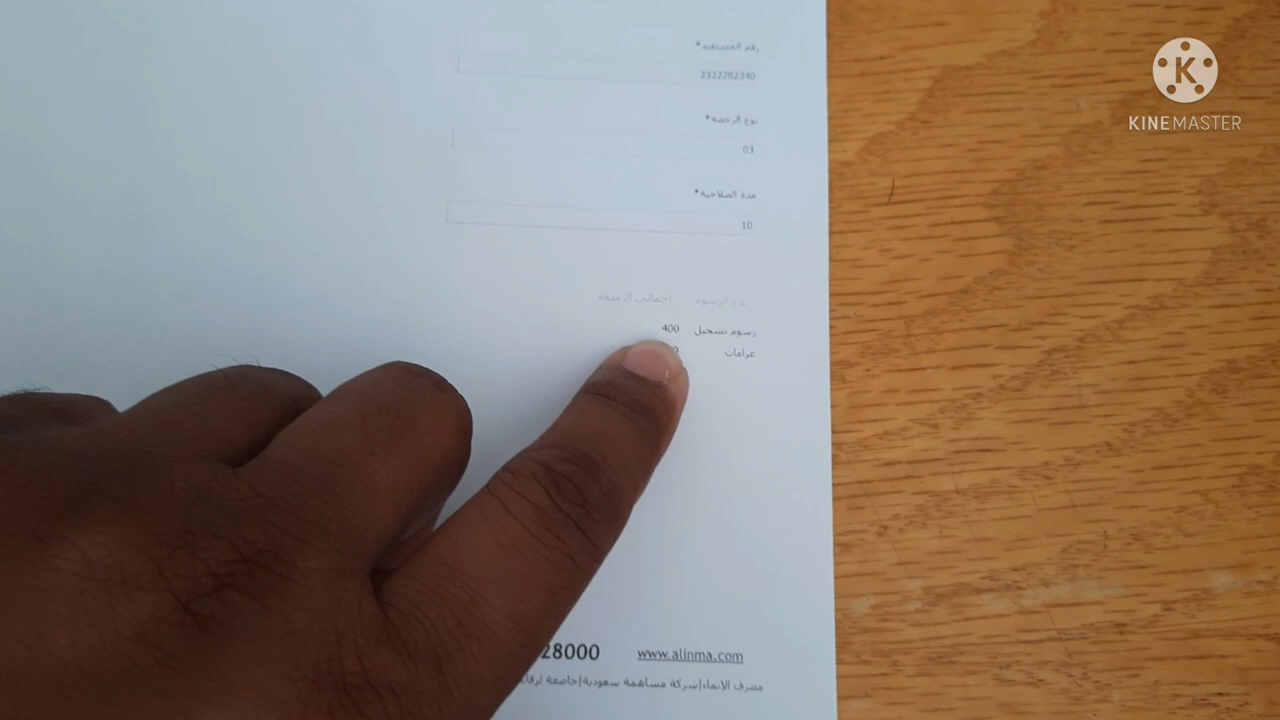 رقم المستفيد*
2322282340
نوع الرخصة*
03
مدة الصلاحية*
10
نوع الرسوم اجمالي الرسوم
رسوم تسجيل 400
غرامات
28000 www.alinma.com
مصرف الإنماء|شركة مساهمة سعودية|خاضعة لرقا
K
KINEMASTER